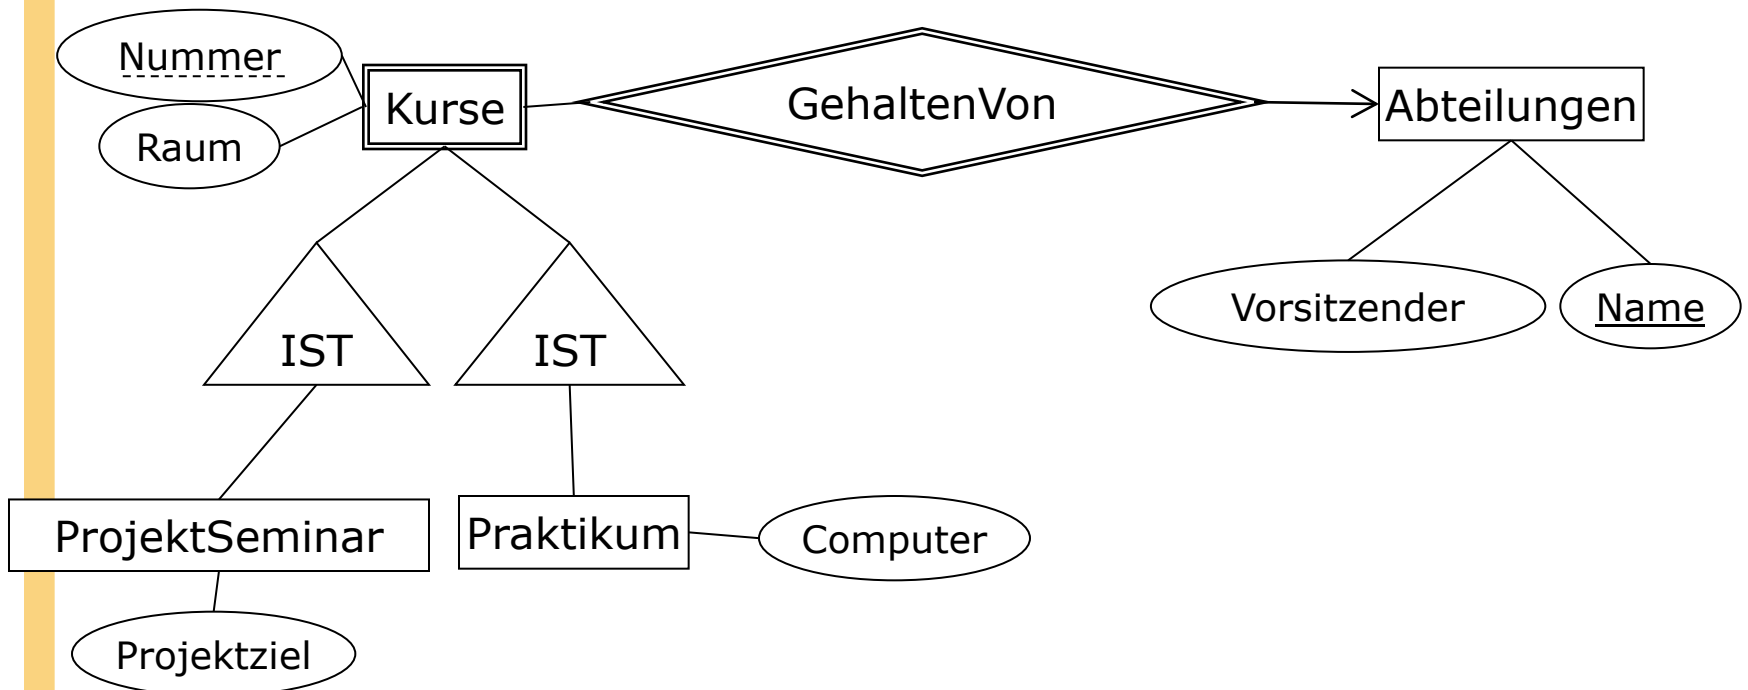 Nummer
Kurse
GehaltenVon
Abteilungen
Raum
Vorsitzender
Name
IST
IST
ProjektSeminar
Praktikum
Computer
Projektziel